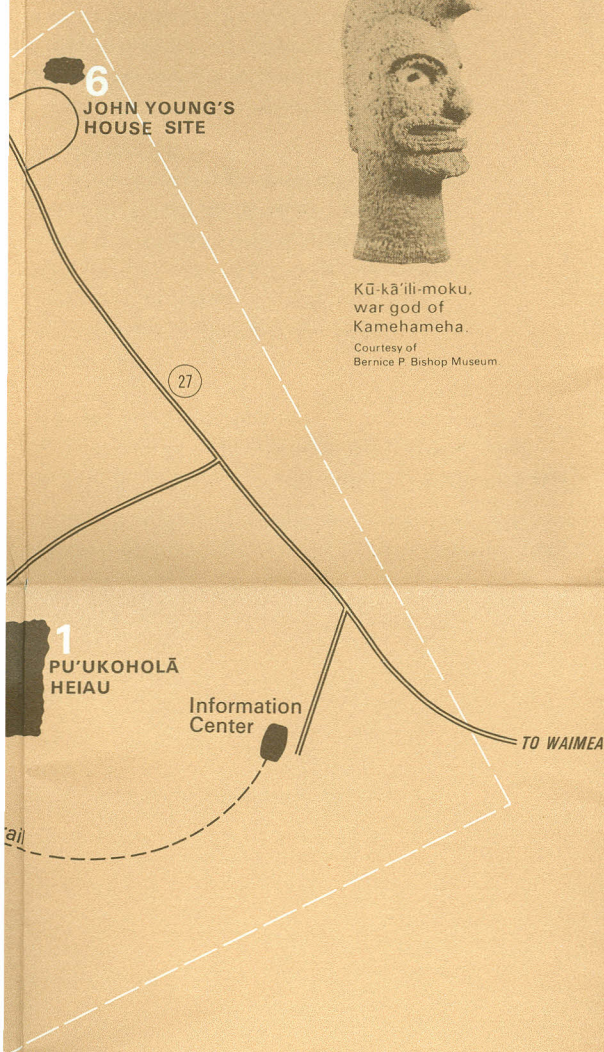 6
JOHN YOUNG'S
HOUSE SITE
Kū-kā'ili-moku,
war god of
Kamehameha.
Courtesy of
Bernice P. Bishop Museum.
27
1
PU'UKOHOLĀ
HEIAU
Information
Center
TO WAIMEA
ail